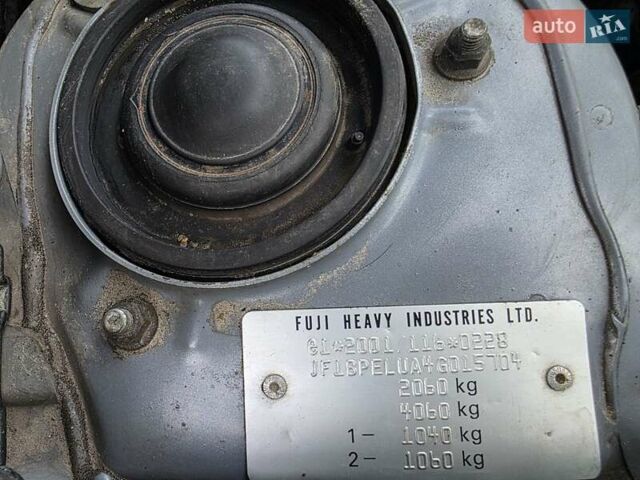 auto RIA
.com
FUJI HEAVY INDUSTRIES LTD.
e1*2001/116*0228
JF1BPELUA4G015704
2060 kg
4060 kg
1- 1040 kg
2- 1060 kg